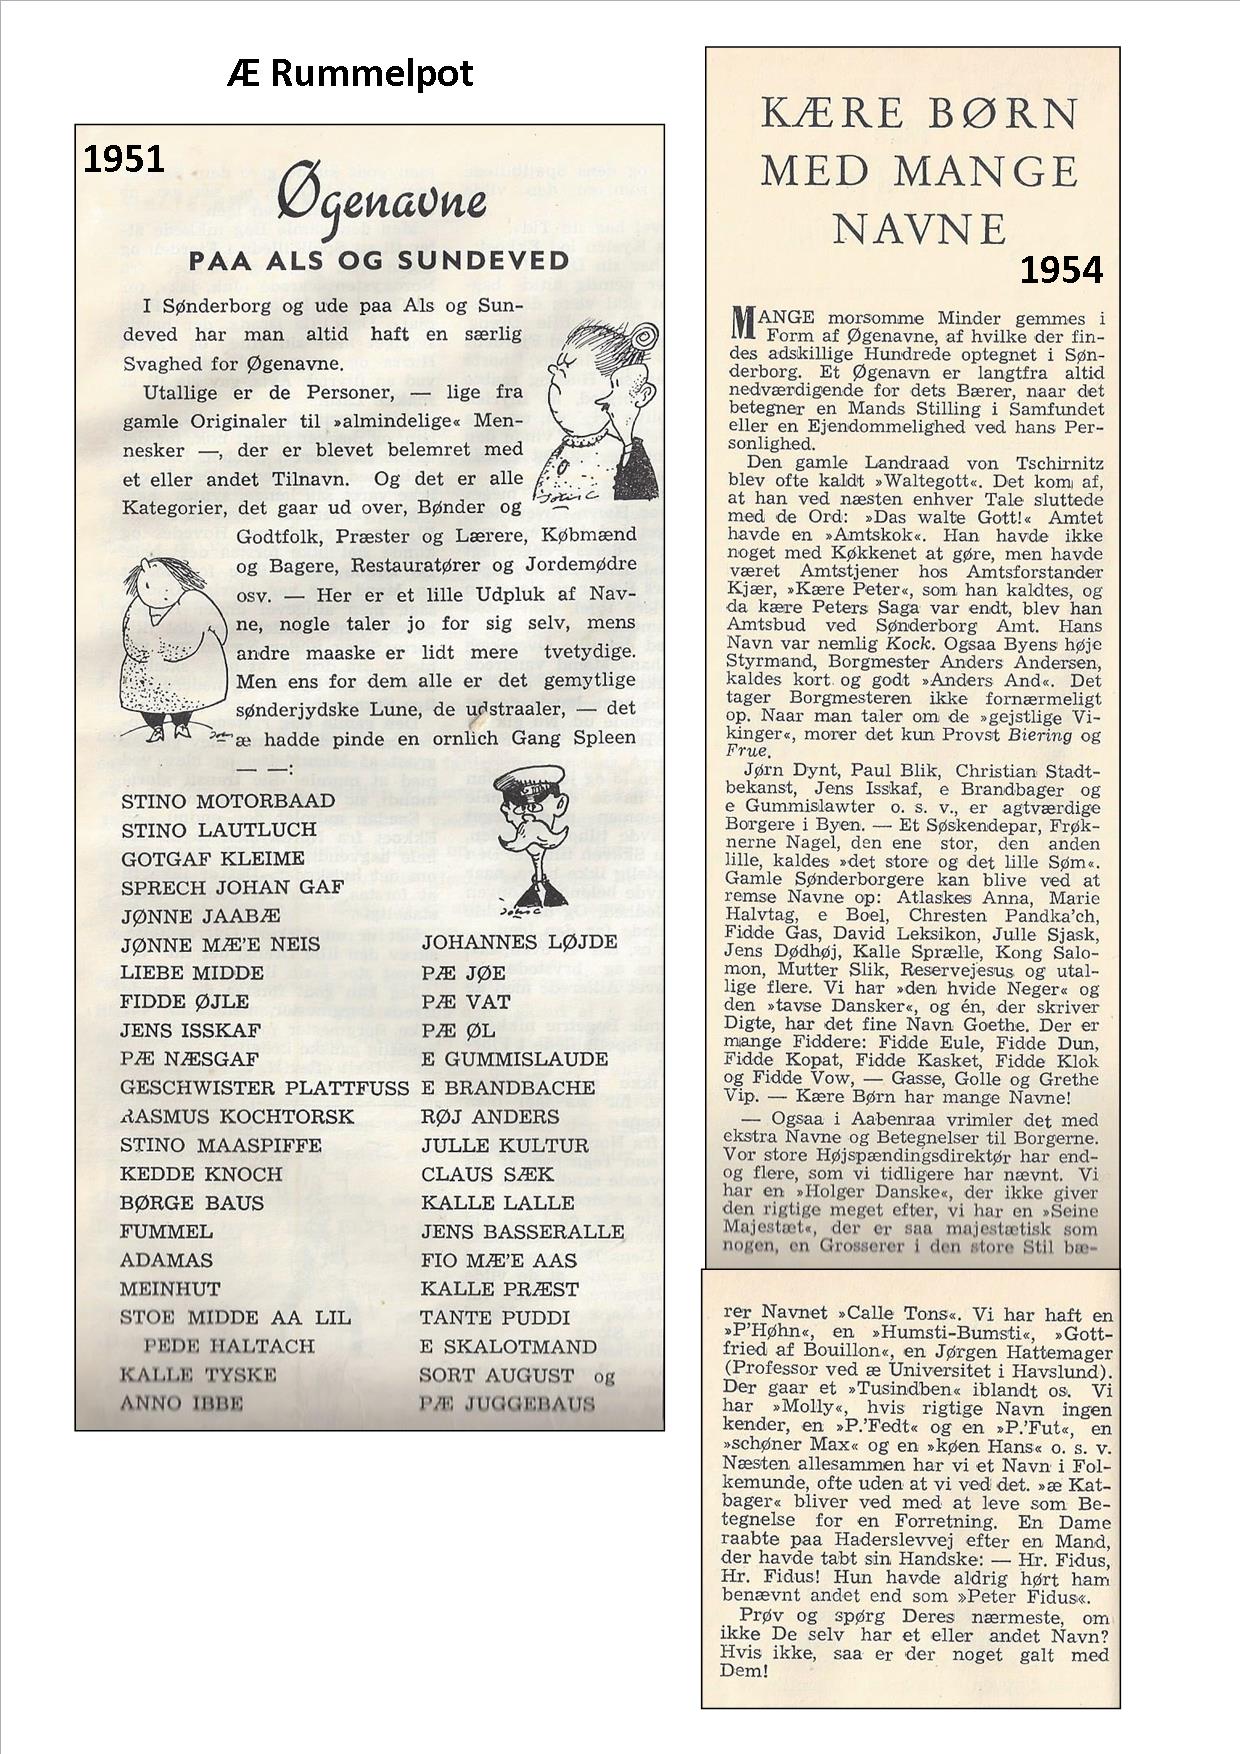 Æ Rummelpot
1951
Øgenavne
PAA ALS OG SUNDEVED
I Sønderborg og ude paa Als og Sun-
deved har man altid haft en særlig
Svaghed for Øgenavne.
Utallige er de Personer, — lige fra
gamle Originaler til »almindelige« Men-
nesker —, der er blevet belemret med
et eller andet Tilnavn. Og det er alle
Kategorier, det gaar ud over, Bønder og
Godtfolk, Præster og Lærere, Købmænd
og Bagere, Restauratører og Jordemødre
osv. — Her er et lille Udpluk af Nav-
ne, nogle taler jo for sig selv, mens
andre maaske er lidt mere tvetydige.
Men ens for dem alle er det gemytlige
sønderjydske Lune, de udstraaler, — det
æ hadde pinde en ornlich Gang Spleen
— —:
STINO MOTORBAAD
STINO LAUTLUCH
GOTGAF KLEIME
SPRECH JOHAN GAF
JØNNE JAABÆ
JØNNE MÆ'E NEIS
LIEBE MIDDE
FIDDE ØJLE
JENS ISSKAF
PÆ NÆSGAF
GESCHWISTER PLATTFUSS
RASMUS KOCHTORSK
STINO MAASPIFFE
KEDDE KNOCH
BØRGE BAUS
FUMMEL
ADAMAS
MEINHUT
STOE MIDDE AA LIL
PEDE HALTACH
KALLE TYSKE
ANNO IBBE
JOHANNES LØJDE
PÆ JØE
PÆ VAT
PÆ ØL
E GUMMISLAUDE
E BRANDBACHE
RØJ ANDERS
JULLE KULTUR
CLAUS SÆK
KALLE LALLE
JENS BASSERALLE
FIO MÆ'E AAS
KALLE PRÆST
TANTE PUDDI
E SKALOTMAND
SORT AUGUST og
PÆ JUGGEBAUS
KÆRE BØRN
MED MANGE
NAVNE
1954
MANGE morsomme Minder gemmes i
Form af Øgenavne, af hvilke der fin-
des adskillige Hundrede optegnet i Søn-
derborg. Et Øgenavn er langtfra altid
nedværdigende for dets Bærer, naar det
betegner en Mands Stilling i Samfundet
eller en Ejendommelighed ved hans Per-
sonlighed.
Den gamle Landraad von Tschirnitz
blev ofte kaldt »Waltegott«. Det kom af,
at han ved næsten enhver Tale sluttede
med de Ord: »Das walte Gott!« Amtet
havde en »Amtskok«. Han havde ikke
noget med Køkkenet at gøre, men havde
været Amtstjener hos Amtsforstander
Kjær, »Kære Peter«, som han kaldtes, og
da kære Peters Saga var endt, blev han
Amtsbud ved Sønderborg Amt. Hans
Navn var nemlig Kock. Ogsaa Byens høje
Styrmand, Borgmester Anders Andersen,
kaldes kort og godt »Anders And«. Det
tager Borgmesteren ikke fornærmeligt
op. Naar man taler om de »gejstlige Vi-
kinger«, morer det kun Provst Biering og
Frue.
Jørn Dynt, Paul Blik, Christian Stadt-
bekanst, Jens Isskaf, e Brandbager og
e Gummislawter o. s. v., er agtværdige
Borgere i Byen. — Et Søskendepar, Frøk-
nerne Nagel, den ene stor, den anden
lille, kaldes »det store og det lille Søm«.
Gamle Sønderborgere kan blive ved at
remse Navne op: Atlaskes Anna, Marie
Halvtag, e Boel, Chresten Pandka'ch,
Fidde Gas, David Leksikon, Julle Sjask,
Jens Dødhøj, Kalle Sprælle, Kong Salo-
mon, Mutter Slik, Reservejesus og utal-
lige flere. Vi har »den hvide Neger« og
den »tavse Dansker«, og én, der skriver
Digte, har det fine Navn Goethe. Der er
mange Fiddere: Fidde Eule, Fidde Dun,
Fidde Kopat, Fidde Kasket, Fidde Klok
og Fidde Vow, — Gasse, Golle og Grethe
Vip. — Kære Børn har mange Navne!
— Ogsaa i Aabenraa vrimler det med
ekstra Navne og Betegnelser til Borgerne.
Vor store Højspændingsdirektør har end-
og flere, som vi tidligere har nævnt. Vi
har en »Holger Danske«, der ikke giver
den rigtige meget efter, vi har en »Seine
Majestæt«, der er saa majestætisk som
nogen, en Grosserer i den store Stil bæ-
rer Navnet »Calle Tons«. Vi har haft en
»P'Høhn«, en »Humsti-Bumsti«, »Gott-
fried af Bouillon«, en Jørgen Hattemager
(Professor ved æ Universitet i Havslund).
Der gaar et »Tusindben« iblandt os. Vi
har »Molly«, hvis rigtige Navn ingen
kender, en »P.'Fedt« og en »P.'Fut«, en
»schøner Max« og en »køen Hans« o. s. v.
Næsten allesammen har vi et Navn i Fol-
kemunde, ofte uden at vi ved det. »æ Kat-
bager« bliver ved med at leve som Be-
tegnelse for en Forretning. En Dame
raabte paa Haderslevvej efter en Mand,
der havde tabt sin Handske: — Hr. Fidus,
Hr. Fidus! Hun havde aldrig hørt ham
benævnt andet end som »Peter Fidus«.
Prøv og spørg Deres nærmeste, om
ikke De selv har et eller andet Navn?
Hvis ikke, saa er der noget galt med
Dem!